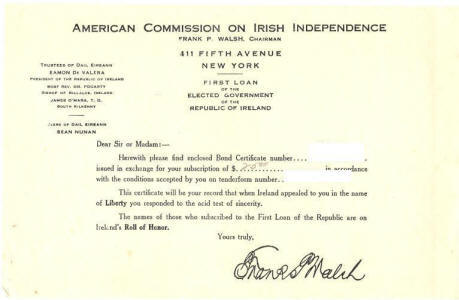 AMERICAN COMMISSION ON IRISH INDEPENDENCE
FRANK P. WALSH, CHAIRMAN
411 FIFTH AVENUE
NEW YORK
FIRST LOAN
OF THE
ELECTED GOVERNMENT
OF THE
REPUBLIC OF IRELAND
TRUSTEES OF DAIL EIREANN
EAMON DE VALERA
PRESIDENT OF THE REPUBLIC OF IRELAND
MOST REV. DR. FOGARTY
BISHOP OF KILLALOE, IRELAND
JAMES O'MARA, T. D.
SOUTH KILKENNY
OF DAIL EIREANN
SEAN NUNAN
Dear Sir or Madam:—
Herewith please find enclosed Bond Certificate number
issued in exchange for your subscription of $ in accordance
with the conditions accepted by you on tenderform number
This certificate will be your record that when Ireland appealed to you in the name
of Liberty you responded to the acid test of sincerity.
The names of those who subscribed to the First Loan of the Republic are on
Ireland's Roll of Honor.
Yours truly,
Frank P Walsh